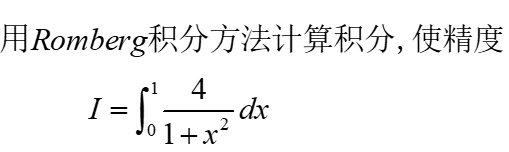 用Romberg积分方法计算积分,使精度
I = ∫₀¹ 4/(1+x²) dx